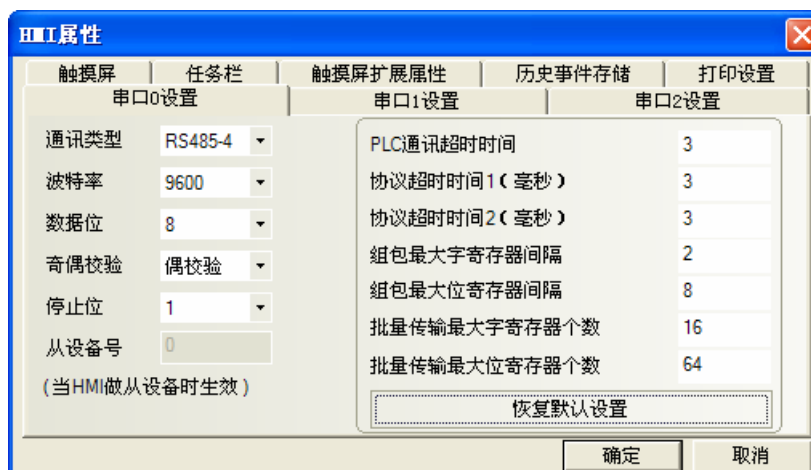 HMI属性
触摸屏 任务栏 触摸屏扩展属性 历史事件存储 打印设置
串口0设置 串口1设置 串口2设置
通讯类型 RS485-4
波特率 9600
数据位 8
奇偶校验 偶校验
停止位 1
从设备号 0
(当HMI做从设备时生效)
PLC通讯超时时间 3
协议超时时间1(毫秒) 3
协议超时时间2(毫秒) 3
组包最大字寄存器间隔 2
组包最大位寄存器间隔 8
批量传输最大字寄存器个数 16
批量传输最大位寄存器个数 64
恢复默认设置
确定 取消